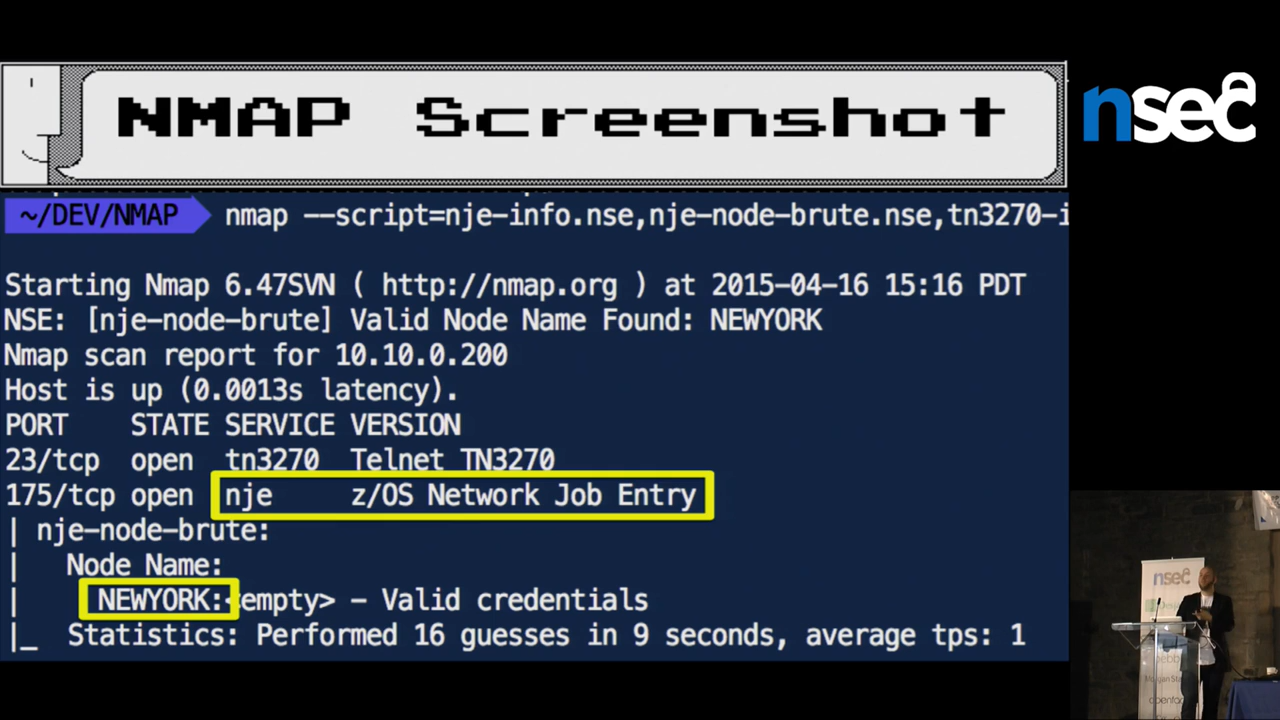 NMAP Screenshot
nsec
~/DEV/NMAP nmap --script=nje-info.nse,nje-node-brute.nse,tn3270-i
Starting Nmap 6.47SVN ( http://nmap.org ) at 2015-04-16 15:16 PDT
NSE: [nje-node-brute] Valid Node Name Found: NEWYORK
Nmap scan report for 10.10.0.200
Host is up (0.0013s latency).
PORT STATE SERVICE VERSION
23/tcp open tn3270 Telnet TN3270
175/tcp open nje z/OS Network Job Entry
| nje-node-brute:
| Node Name:
| NEWYORK:<empty> - Valid credentials
|_ Statistics: Performed 16 guesses in 9 seconds, average tps: 1
nsec